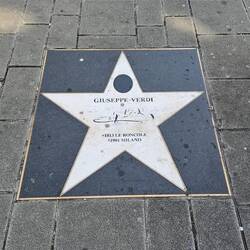 GIUSEPPE VERDI
*1813 LE RONCOLE
†1901 MILANO